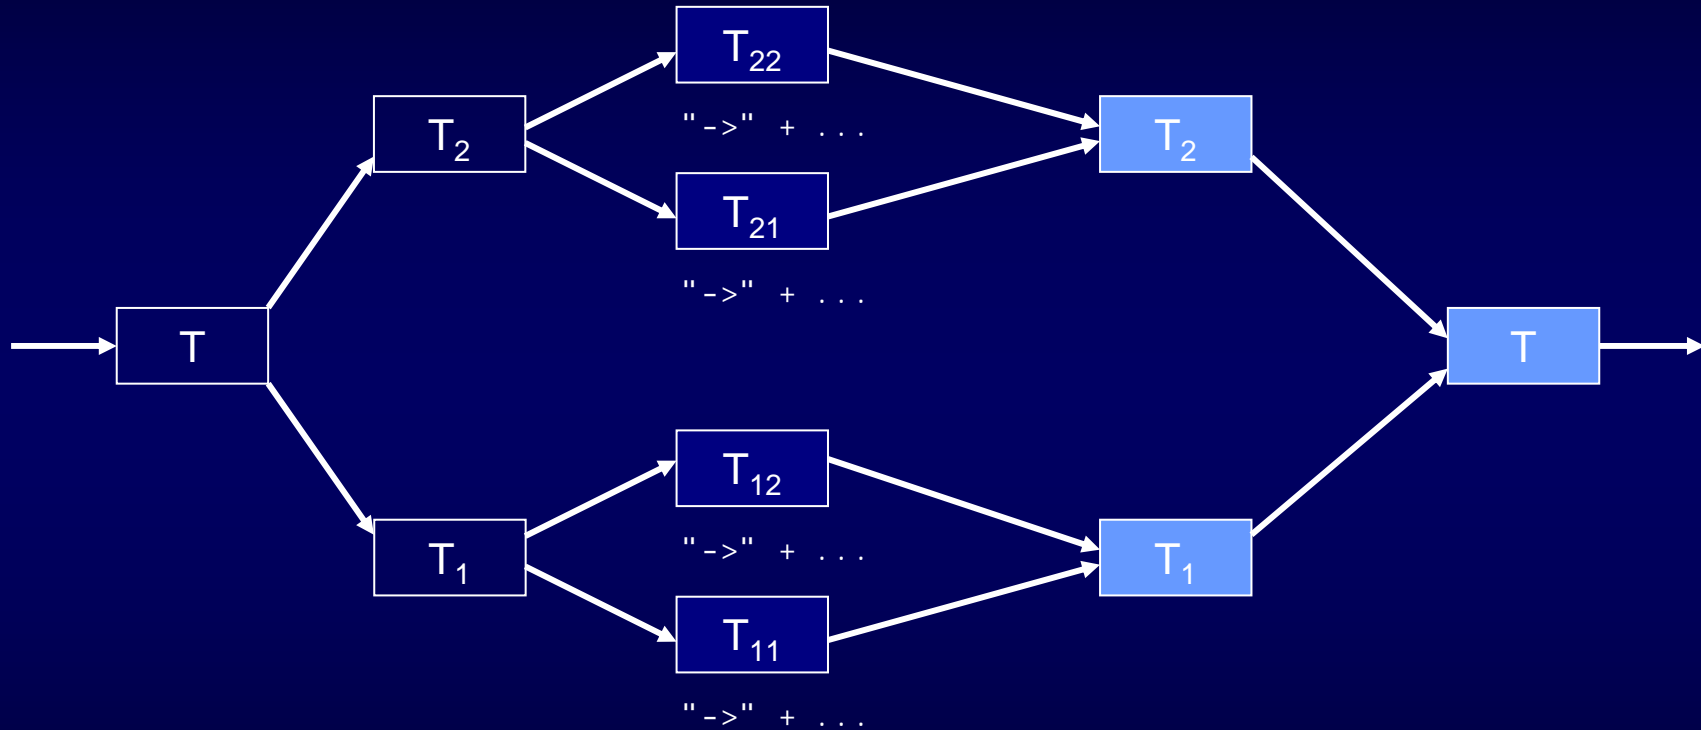 T₂₂
"->" + ...
T₂
T₂
T₂₁
"->" + ...
T
T
T₁₂
"->" + ...
T₁
T₁
T₁₁
"->" + ...